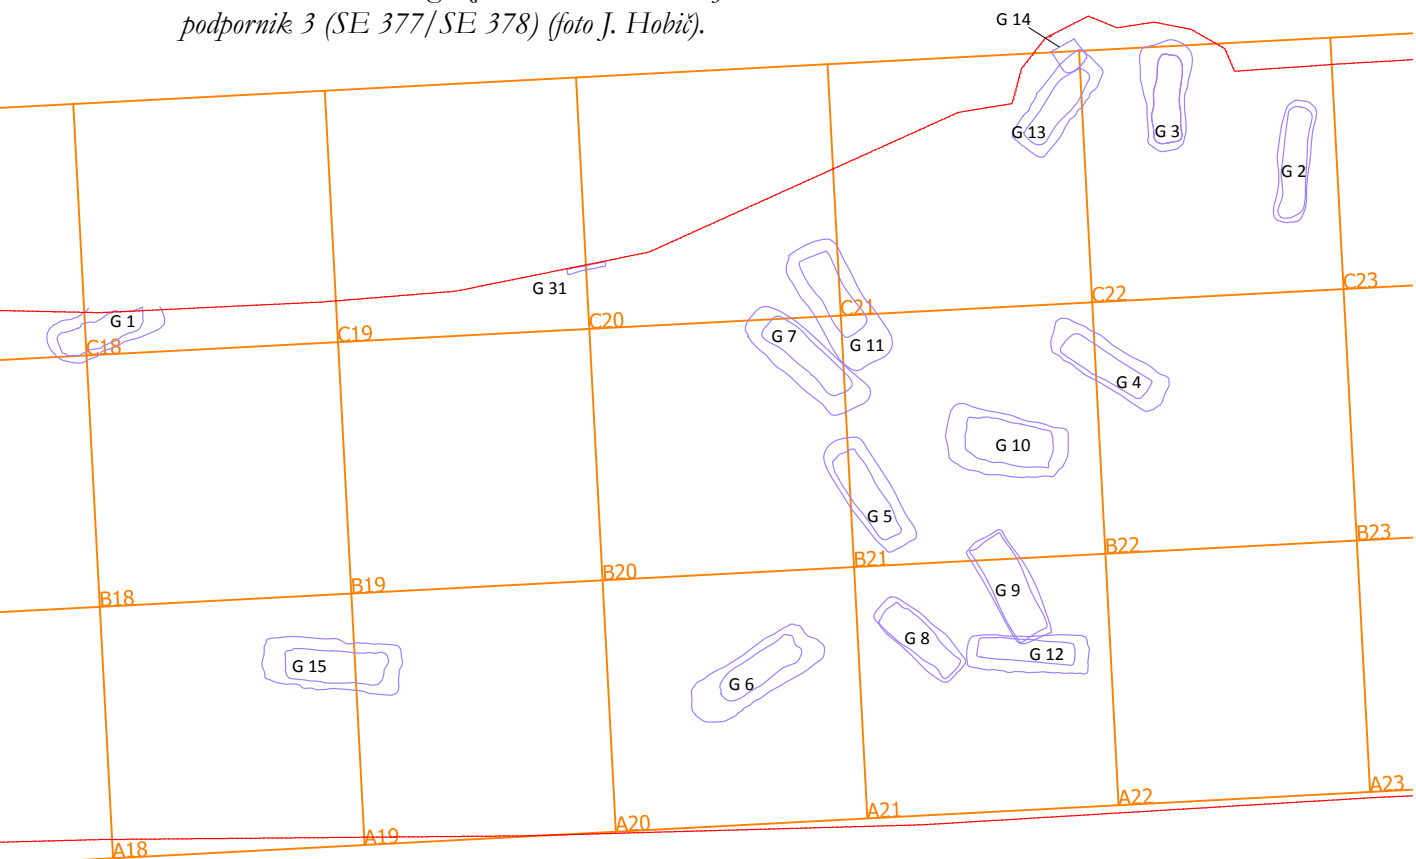 podpornik 3 (SE 377/SE 378) (foto J. Hobič).
G 14
G 13
G 3
G 2
G 31
G 1
C18
C19
C20
C21
C22
C23
G 7
G 11
G 4
G 10
G 5
B18
B19
B20
B21
B22
B23
G 9
G 8
G 12
G 15
G 6
A18
A19
A20
A21
A22
A23